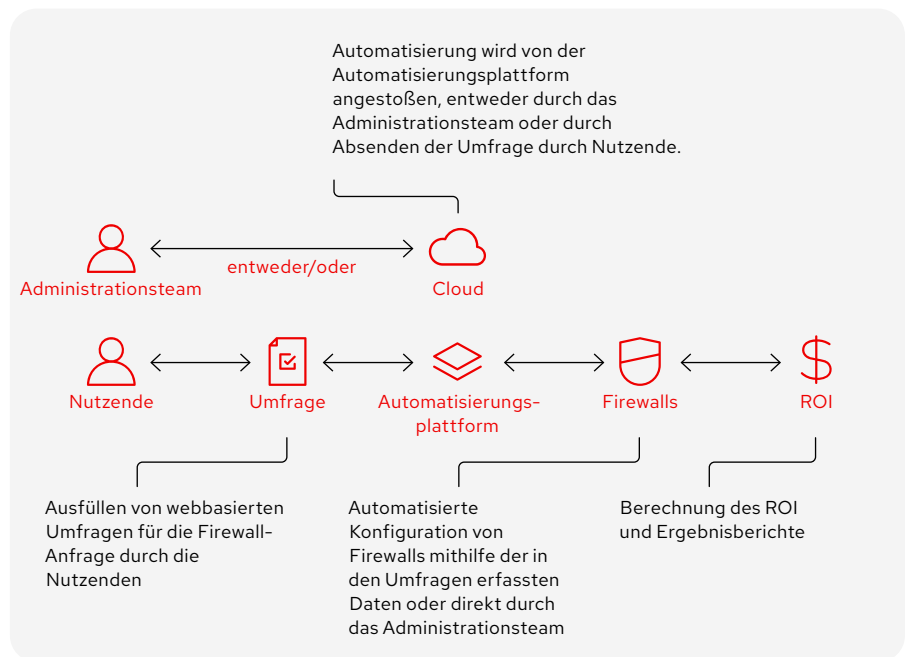 Automatisierung wird von der
Automatisierungsplattform
angestoßen, entweder durch das
Administrationsteam oder durch
Absenden der Umfrage durch Nutzende.
entweder/oder
Administrationsteam
Cloud
Nutzende
Umfrage
Automatisierungs-
plattform
Firewalls
ROI
Ausfüllen von webbasierten
Umfragen für die Firewall-
Anfrage durch die
Nutzenden
Automatisierte
Konfiguration von
Firewalls mithilfe der in
den Umfragen erfassten
Daten oder direkt durch
das Administrationsteam
Berechnung des ROI
und Ergebnisberichte